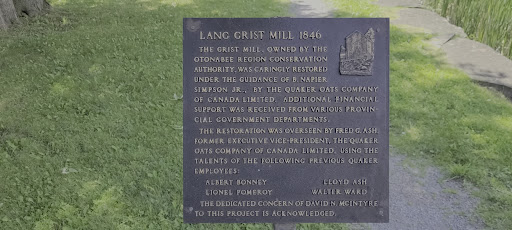 LANG GRIST MILL 1846
THE GRIST MILL, OWNED BY THE
OTONABEE REGION CONSERVATION
AUTHORITY, WAS CARINGLY RESTORED
UNDER THE GUIDANCE OF B. NAPIER
SIMPSON JR., BY THE QUAKER OATS COMPANY
OF CANADA LIMITED. ADDITIONAL FINANCIAL
SUPPORT WAS RECEIVED FROM VARIOUS PROVIN-
CIAL GOVERNMENT DEPARTMENTS.
THE RESTORATION WAS OVERSEEN BY FRED G. ASH,
FORMER EXECUTIVE VICE-PRESIDENT, THE QUAKER
OATS COMPANY OF CANADA LIMITED, USING THE
TALENTS OF THE FOLLOWING PREVIOUS QUAKER
EMPLOYEES:
ALBERT BONNEY LLOYD ASH
LIONEL POMEROY WALTER WARD
THE DEDICATED CONCERN OF DAVID N. MCINTYRE
TO THIS PROJECT IS ACKNOWLEDGED.